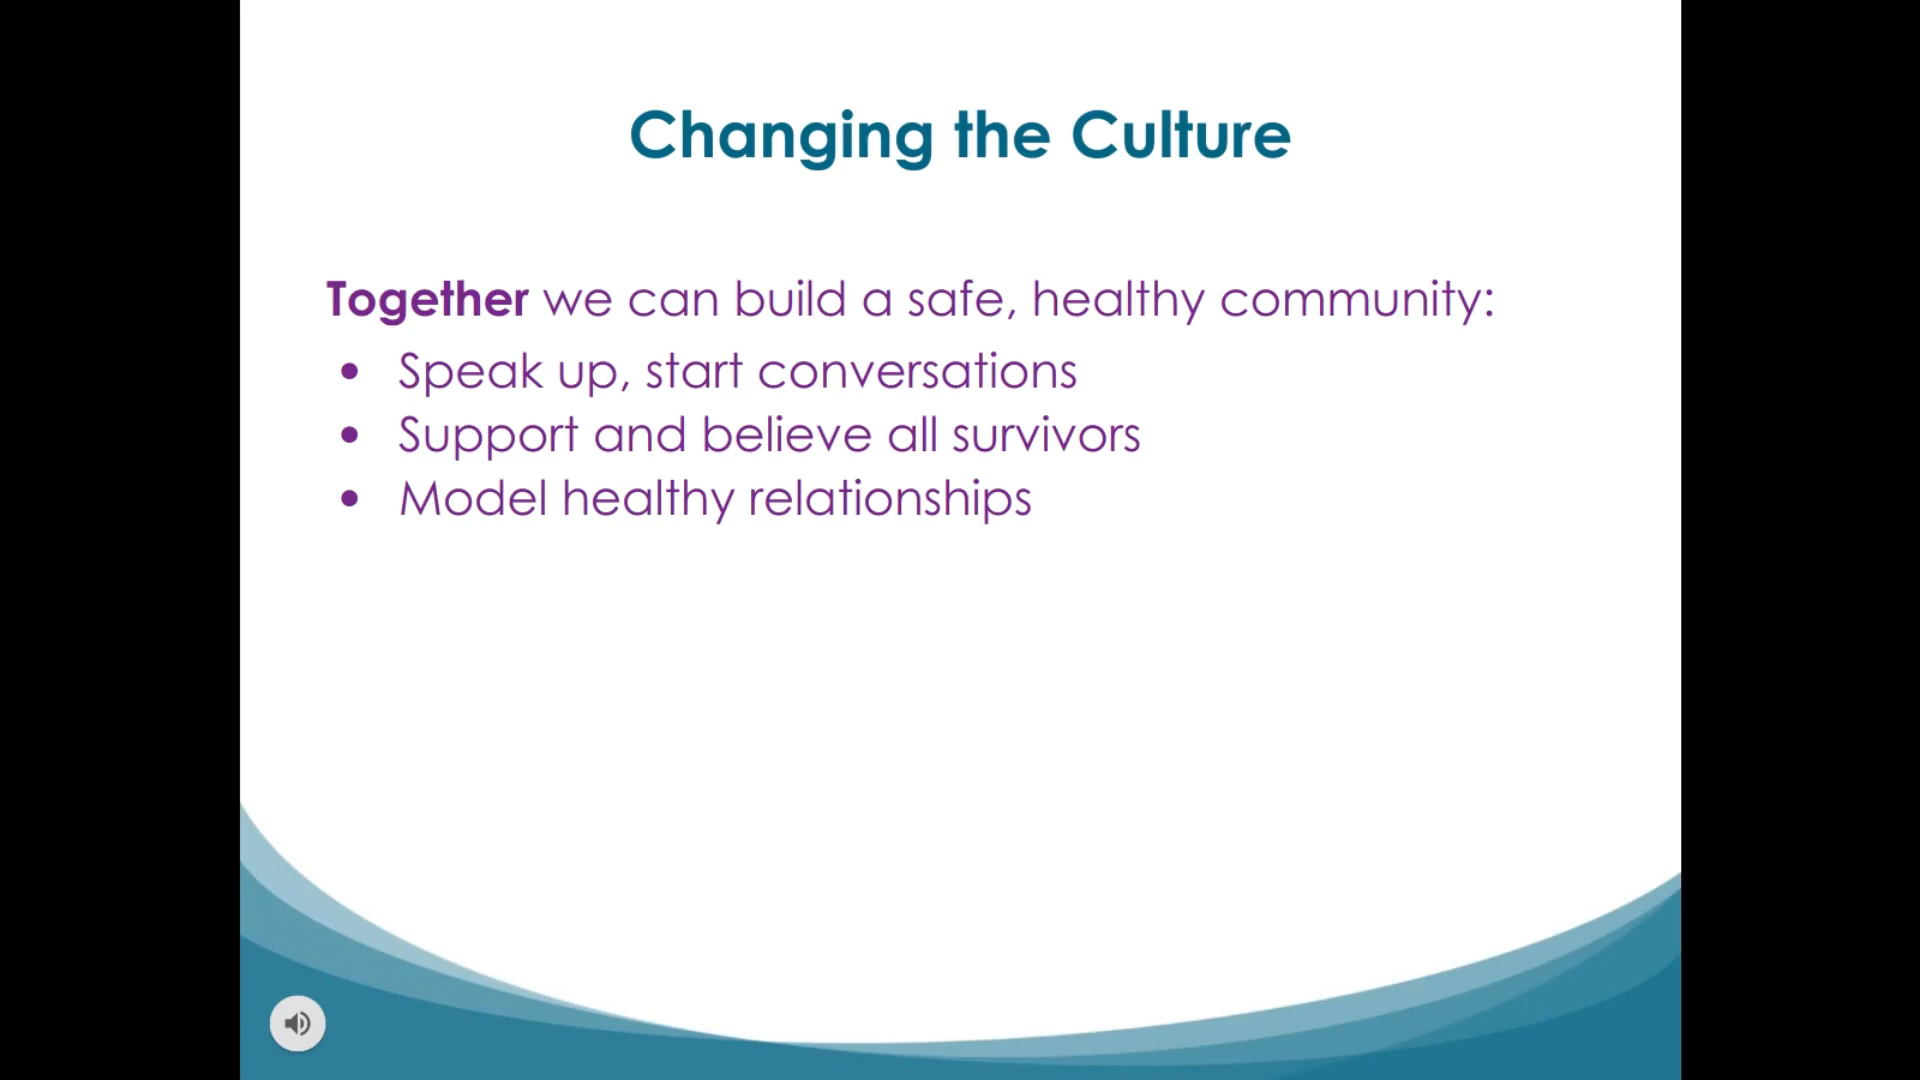 Changing the Culture
Together we can build a safe, healthy community:
• Speak up, start conversations
• Support and believe all survivors
• Model healthy relationships